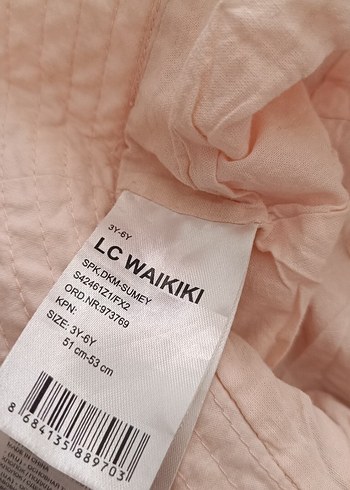 3Y-6Y
LC WAIKIKI
SPK.DKM-SUMEY
S42461Z1/FX2
ORD.NR:973769
KPN:
SIZE: 3Y-6Y
51 cm-53 cm
8 684135 889703